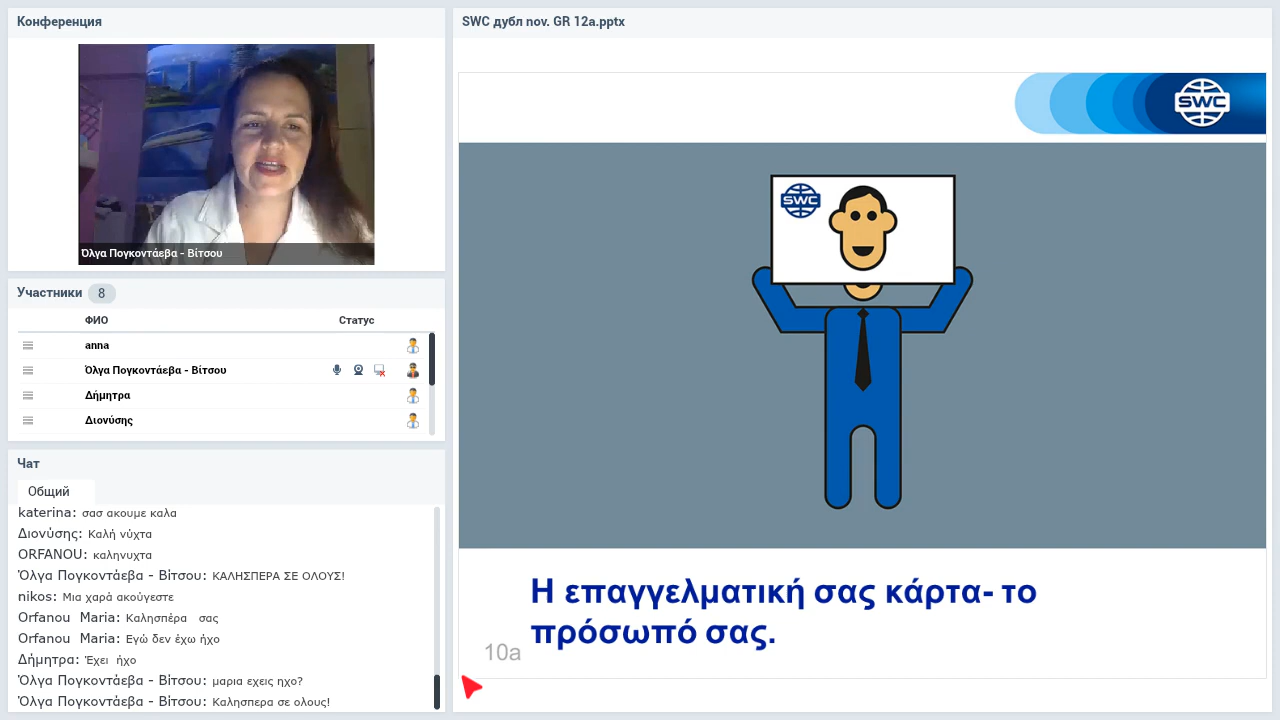 Конференция
Όλγα Πογκοντάεβα - Βίτσου
Участники 8
ФИО Статус
anna
Όλγα Πογκοντάεβα - Βίτσου
Δήμητρα
Διονύσης
Чат
Общий
katerina: σασ ακουμε καλα
Διονύσης: Καλή νύχτα
ORFANOU: καληνυχτα
Όλγα Πογκοντάεβα - Βίτσου: ΚΑΛΗΣΠΕΡΑ ΣΕ ΟΛΟΥΣ!
nikos: Μια χαρά ακούγεστε
Orfanou Maria: Καλησπέρα σας
Orfanou Maria: Εγώ δεν έχω ήχο
Δήμητρα: Έχει ήχο
Όλγα Πογκοντάεβα - Βίτσου: μαρια εχεις ηχο?
Όλγα Πογκοντάεβα - Βίτσου: Καλησπερα σε ολους!
SWC дубл nov. GR 12a.pptx
SWC
SWC
Η επαγγελματική σας κάρτα- το
πρόσωπό σας.
10a